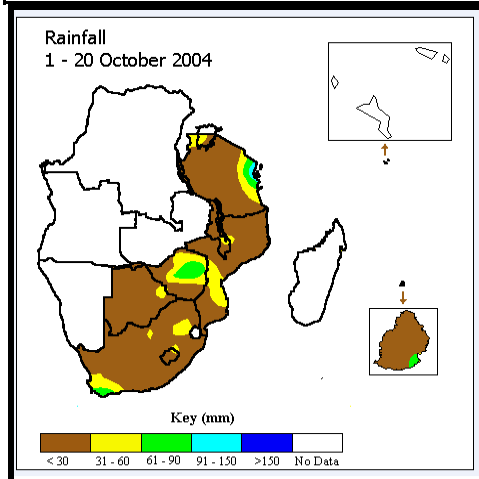 Rainfall
1 - 20 October 2004
Key (mm)
< 30 31 - 60 61 - 90 91 - 150 >150 No Data